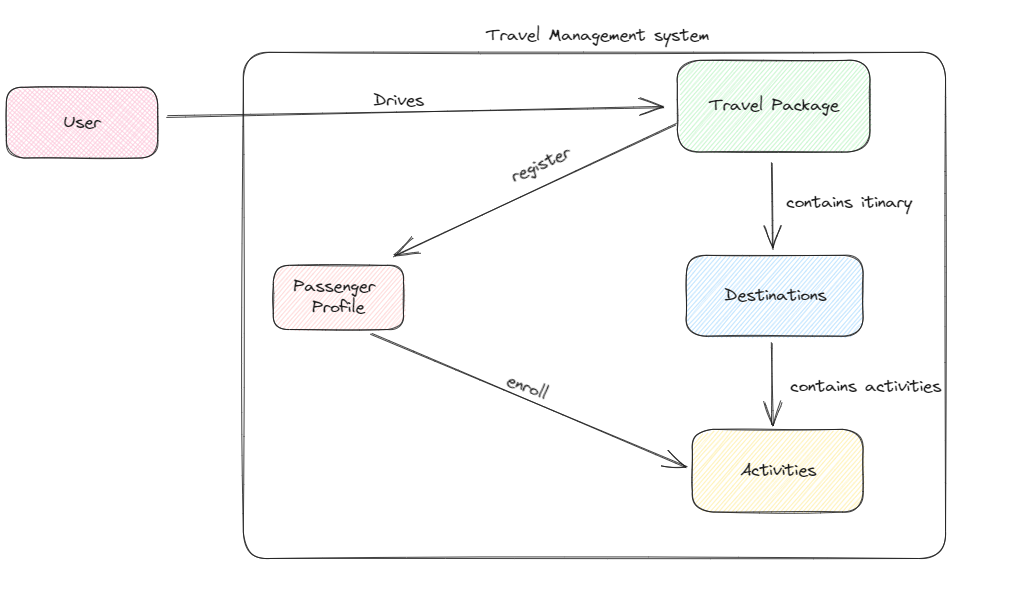 Travel Management system
User
Drives
Travel Package
register
contains itinary
Passenger
Profile
Destinations
enroll
contains activities
Activities